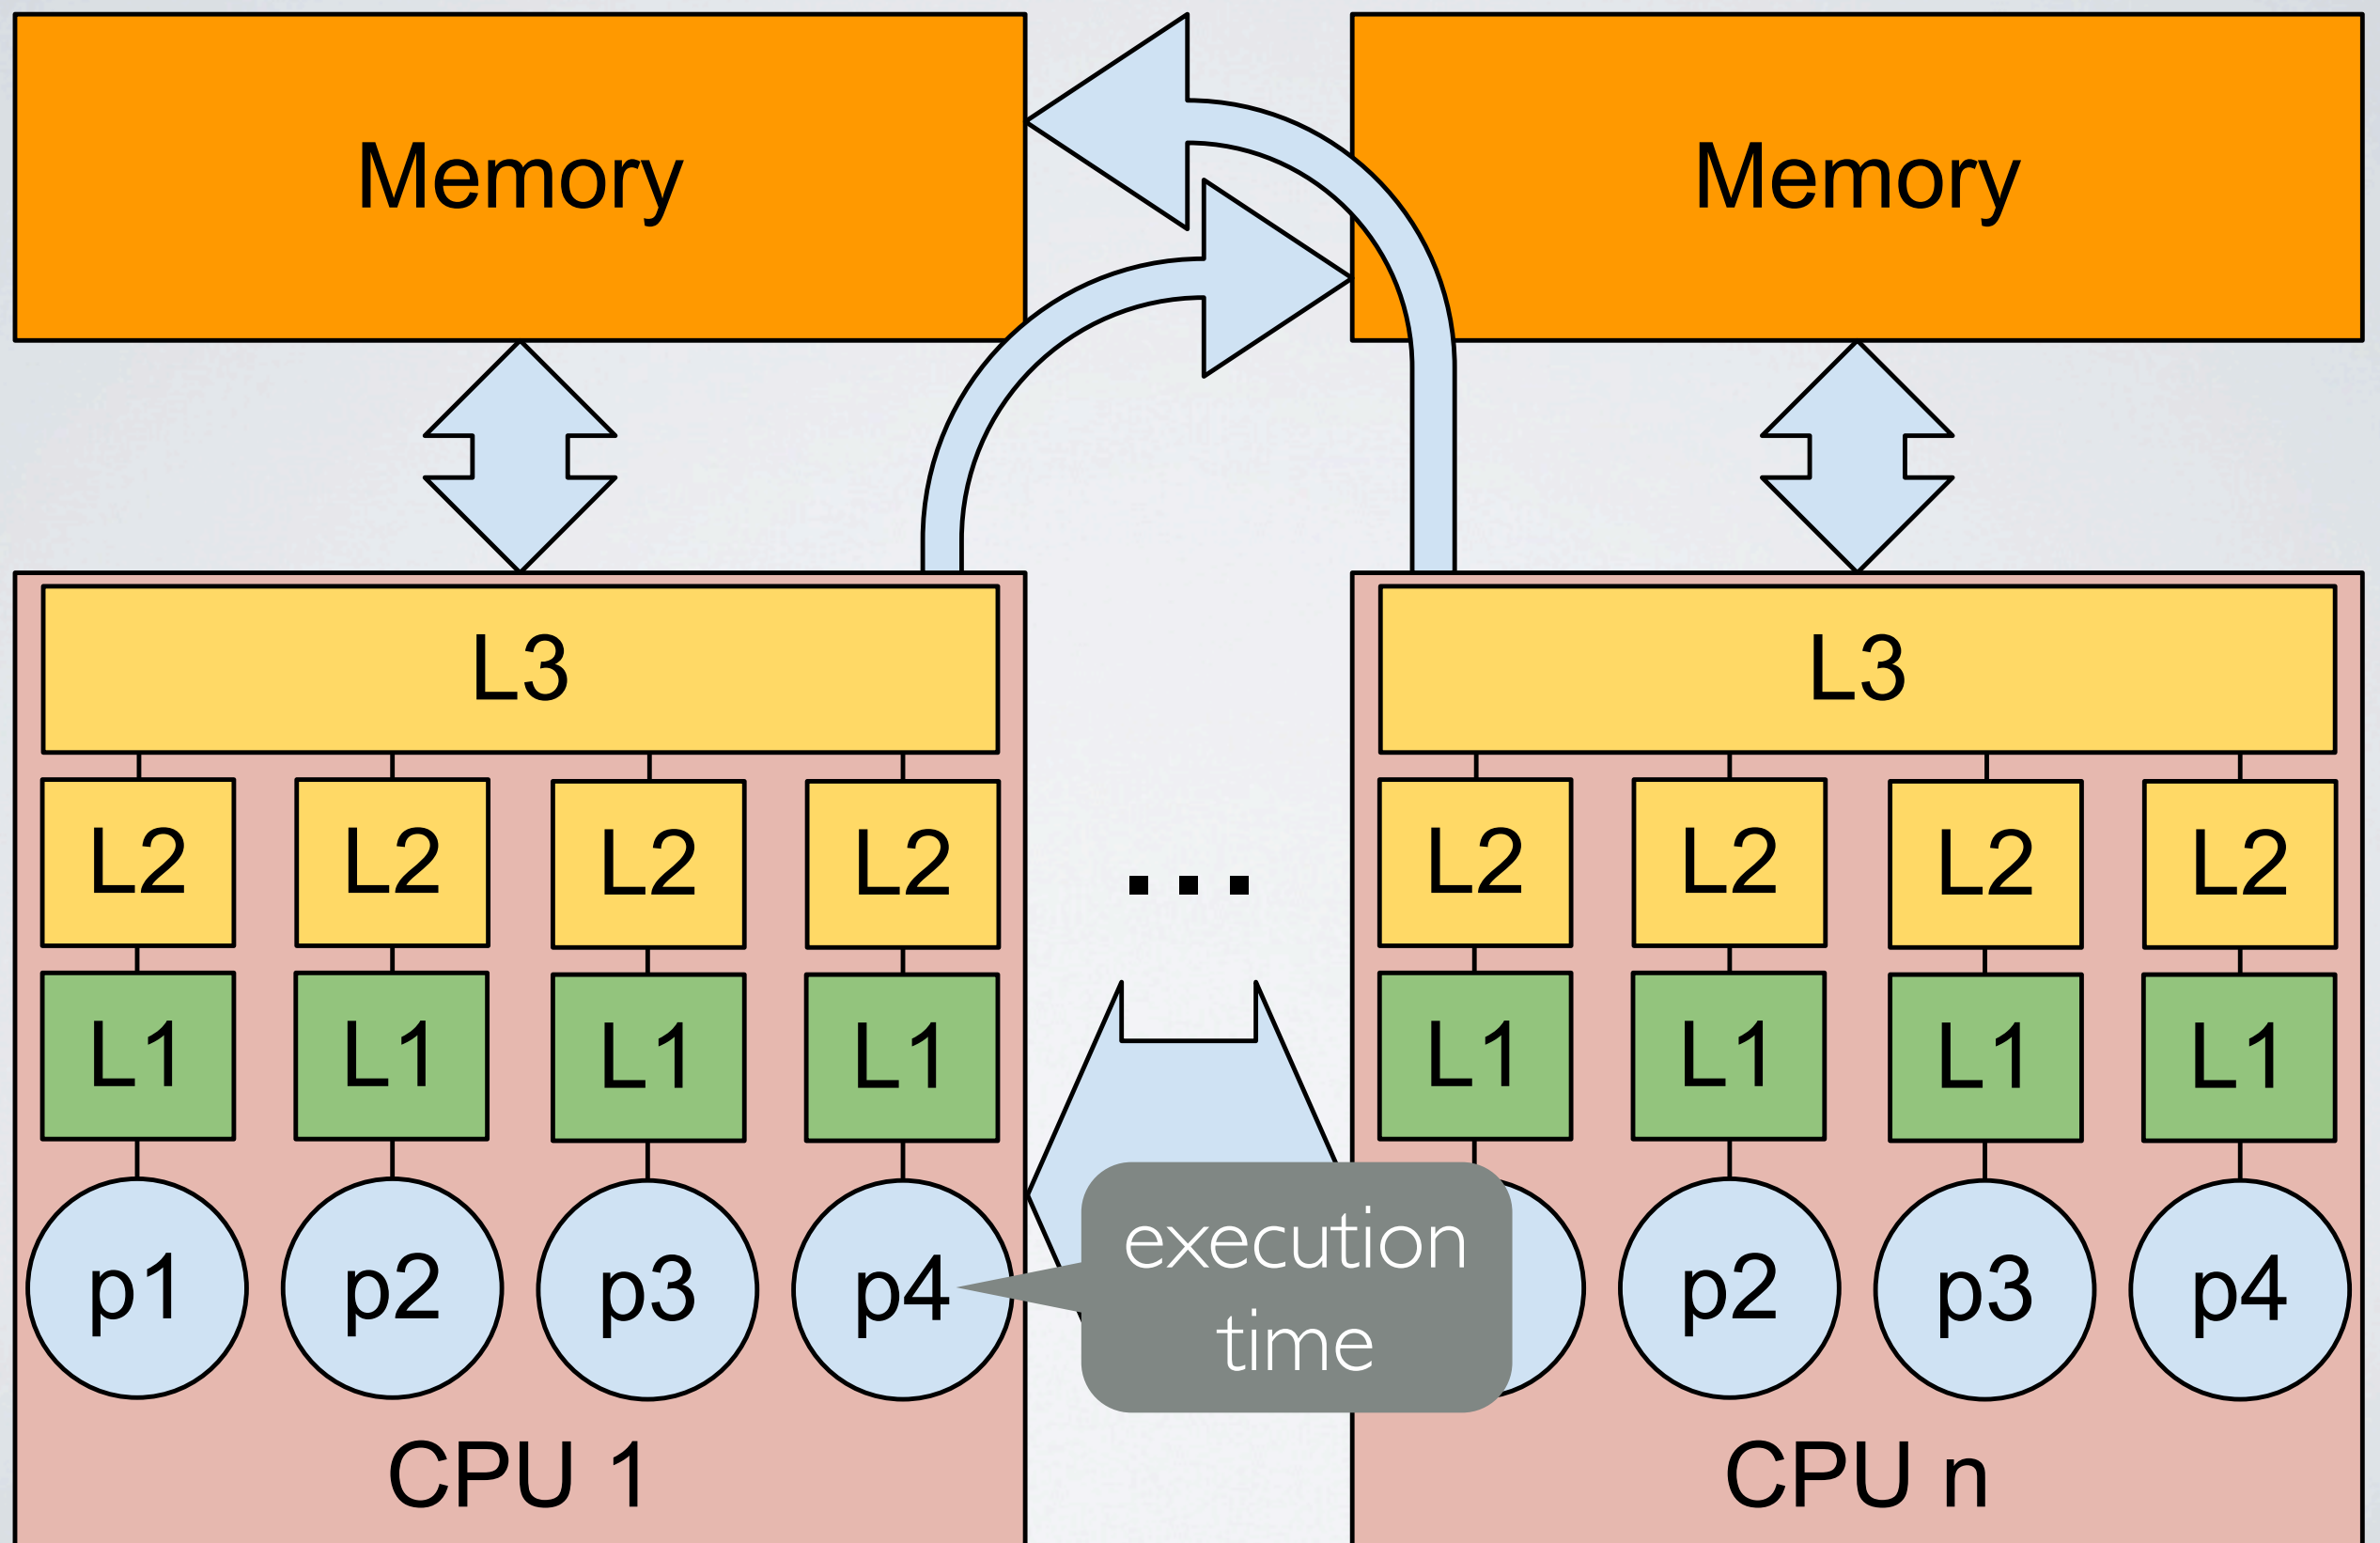 Memory
Memory
L3
L3
L2 L2 L2 L2
L2 L2 L2 L2
...
L1 L1 L1 L1
L1 L1 L1 L1
p1 p2 p3 p4
execution
time
p2 p3 p4
CPU 1
CPU n